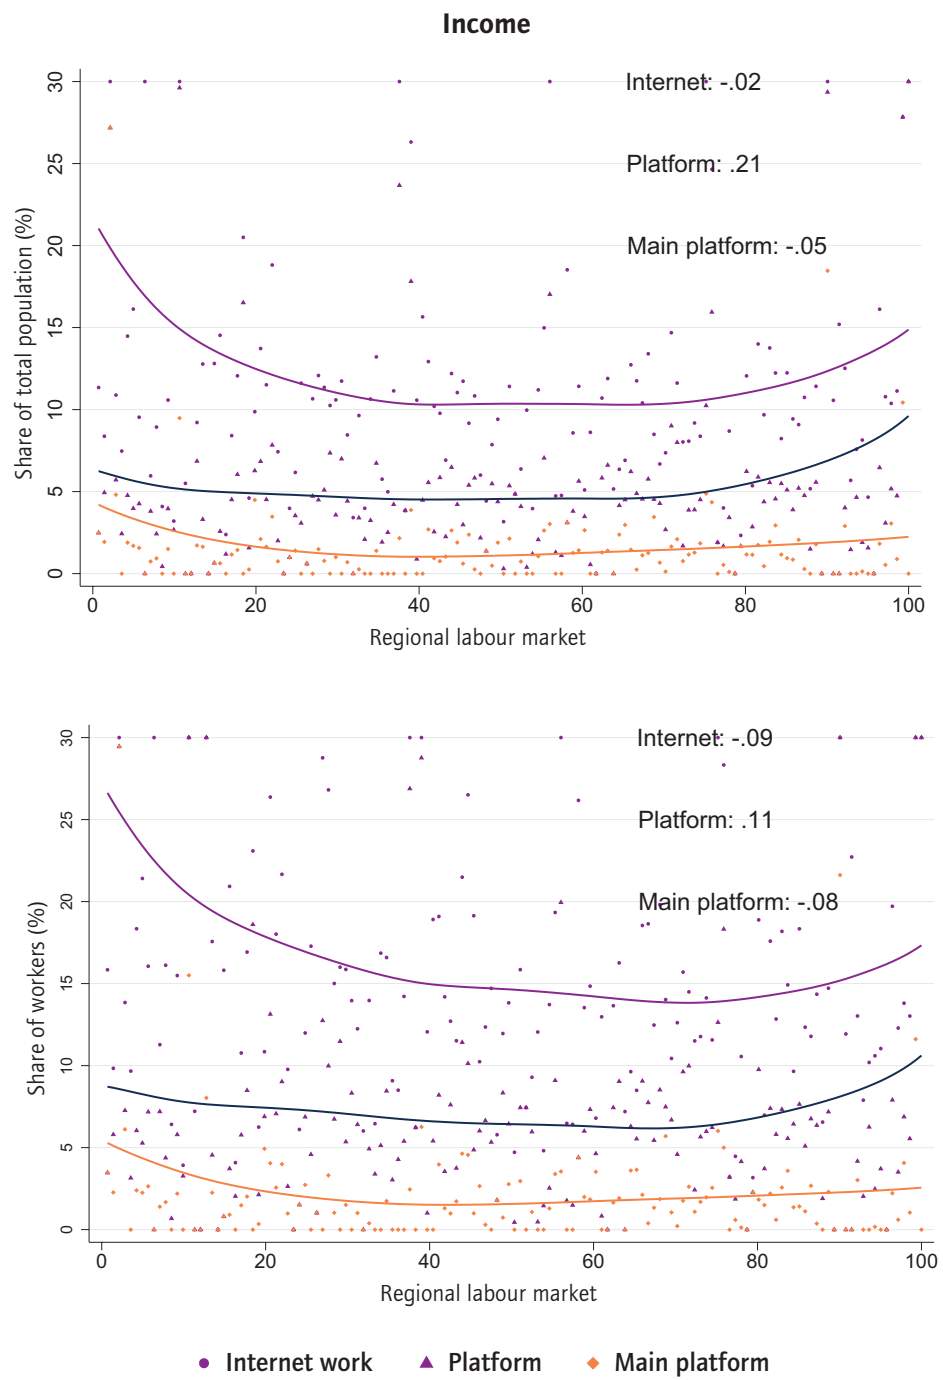 Income
Share of total population (%)
30
25
20
15
10
5
0
Internet: -.02
Platform: .21
Main platform: -.05
0 20 40 60 80 100
Regional labour market
Share of workers (%)
30
25
20
15
10
5
0
Internet: -.09
Platform: .11
Main platform: -.08
0 20 40 60 80 100
Regional labour market
Internet work Platform Main platform